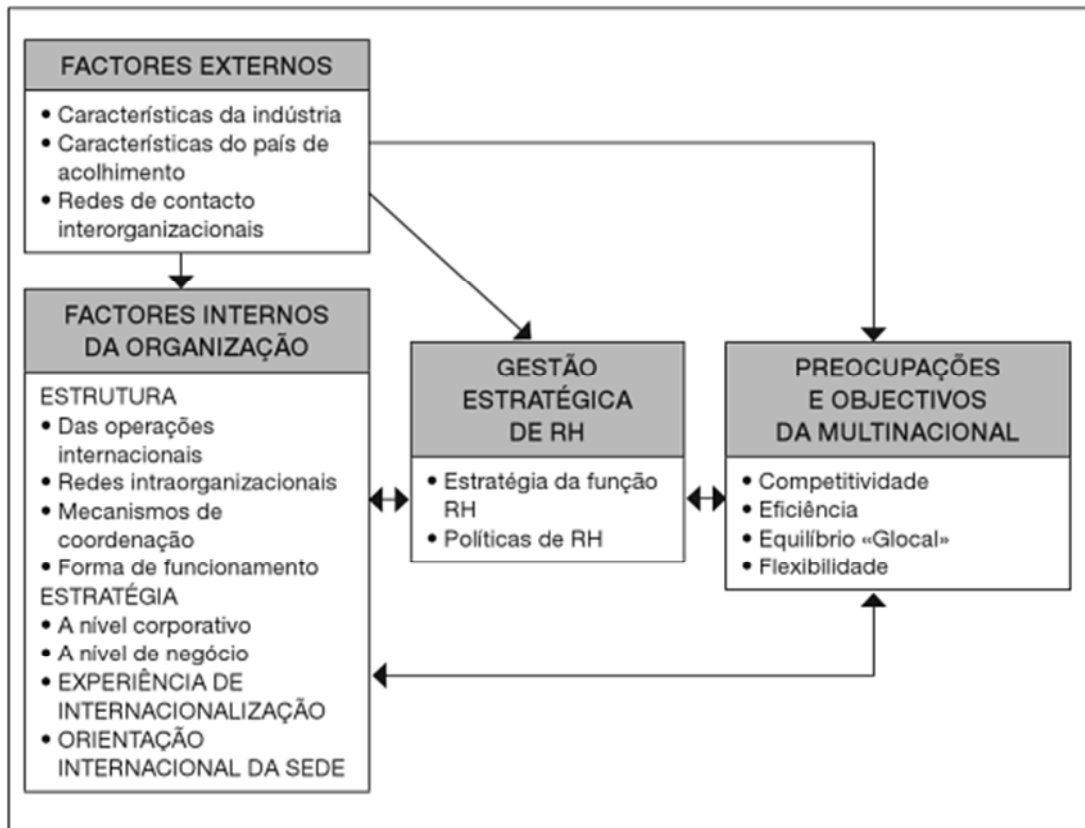 FACTORES EXTERNOS
• Características da indústria
• Características do país de
acolhimento
• Redes de contacto
interorganizacionais
FACTORES INTERNOS
DA ORGANIZAÇÃO
ESTRUTURA
• Das operações
internacionais
• Redes intraorganizacionais
• Mecanismos de
coordenação
• Forma de funcionamento
ESTRATÉGIA
• A nível corporativo
• A nível de negócio
• EXPERIÊNCIA DE
INTERNACIONALIZAÇÃO
• ORIENTAÇÃO
INTERNACIONAL DA SEDE
GESTÃO
ESTRATÉGICA
DE RH
• Estratégia da função
RH
• Políticas de RH
PREOCUPAÇÕES
E OBJECTIVOS
DA MULTINACIONAL
• Competitividade
• Eficiência
• Equilíbrio «Glocal»
• Flexibilidade